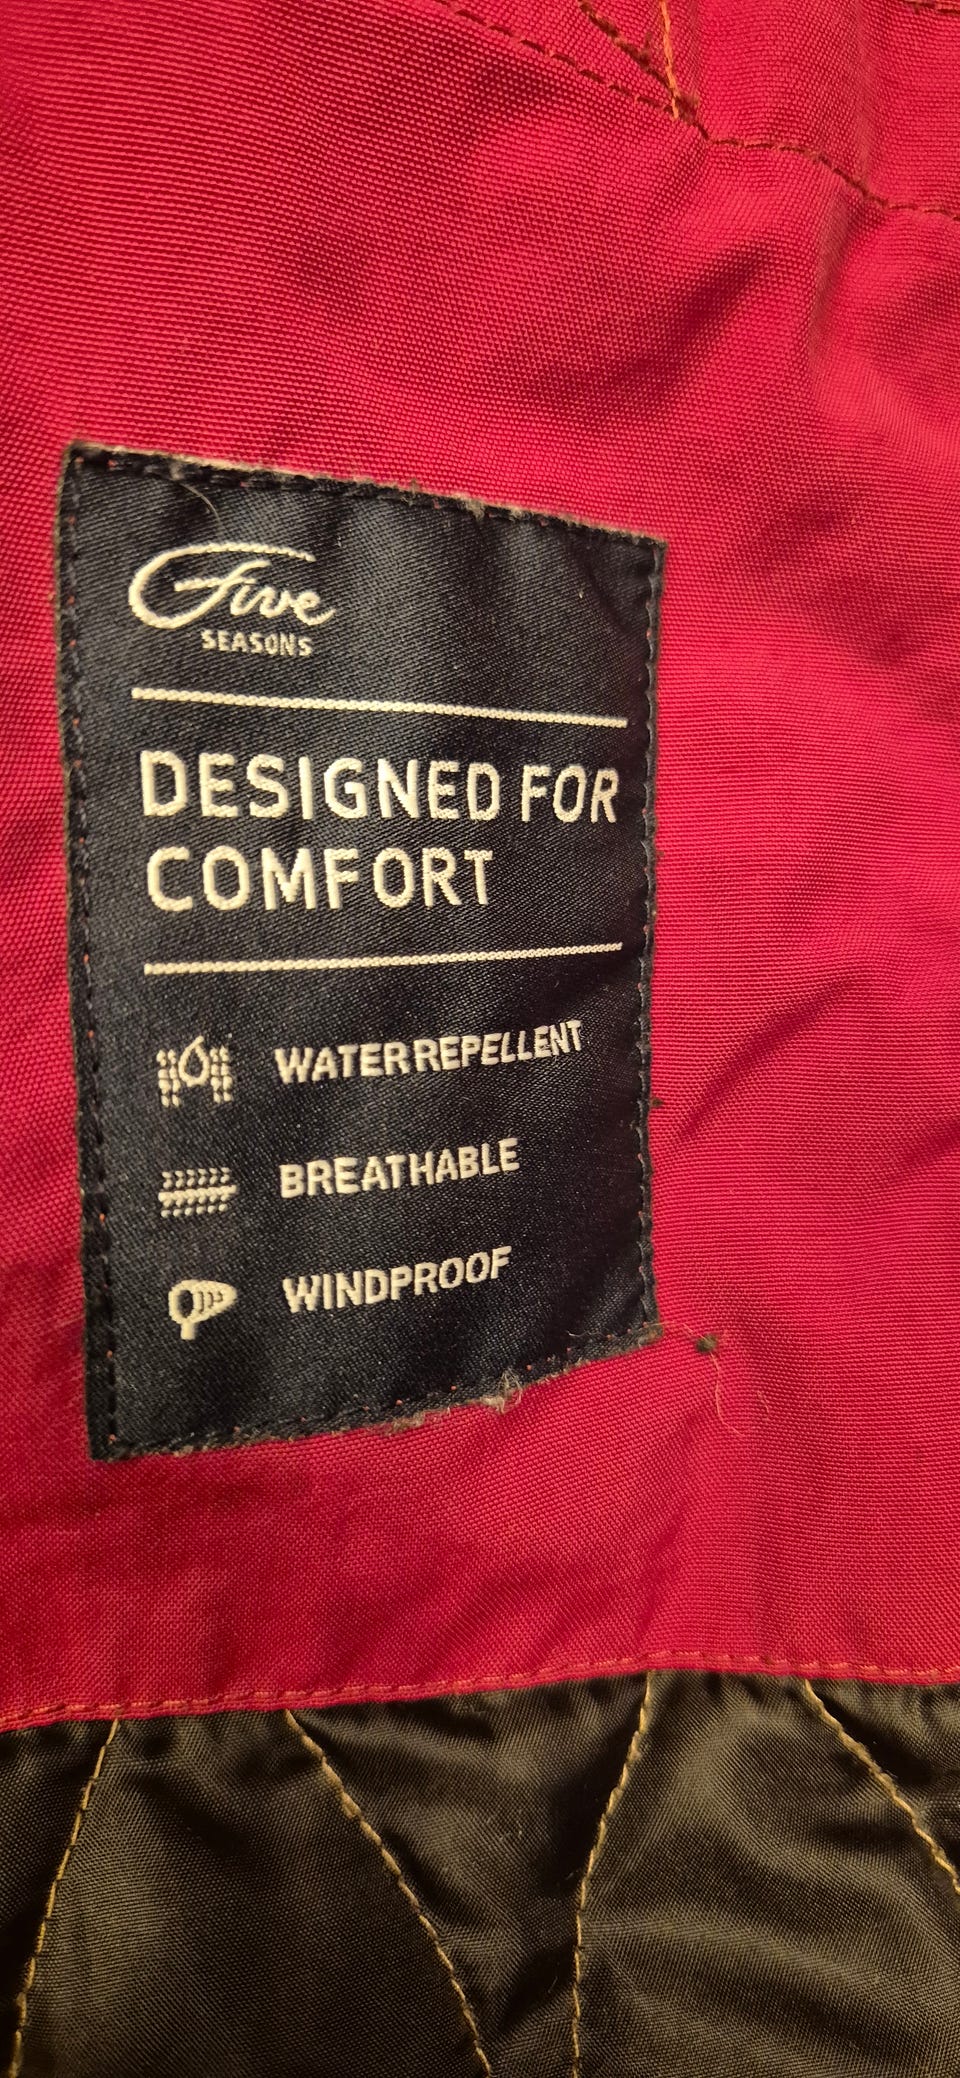 Five
SEASONS
DESIGNED FOR
COMFORT
WATERREPELLENT
BREATHABLE
WINDPROOF